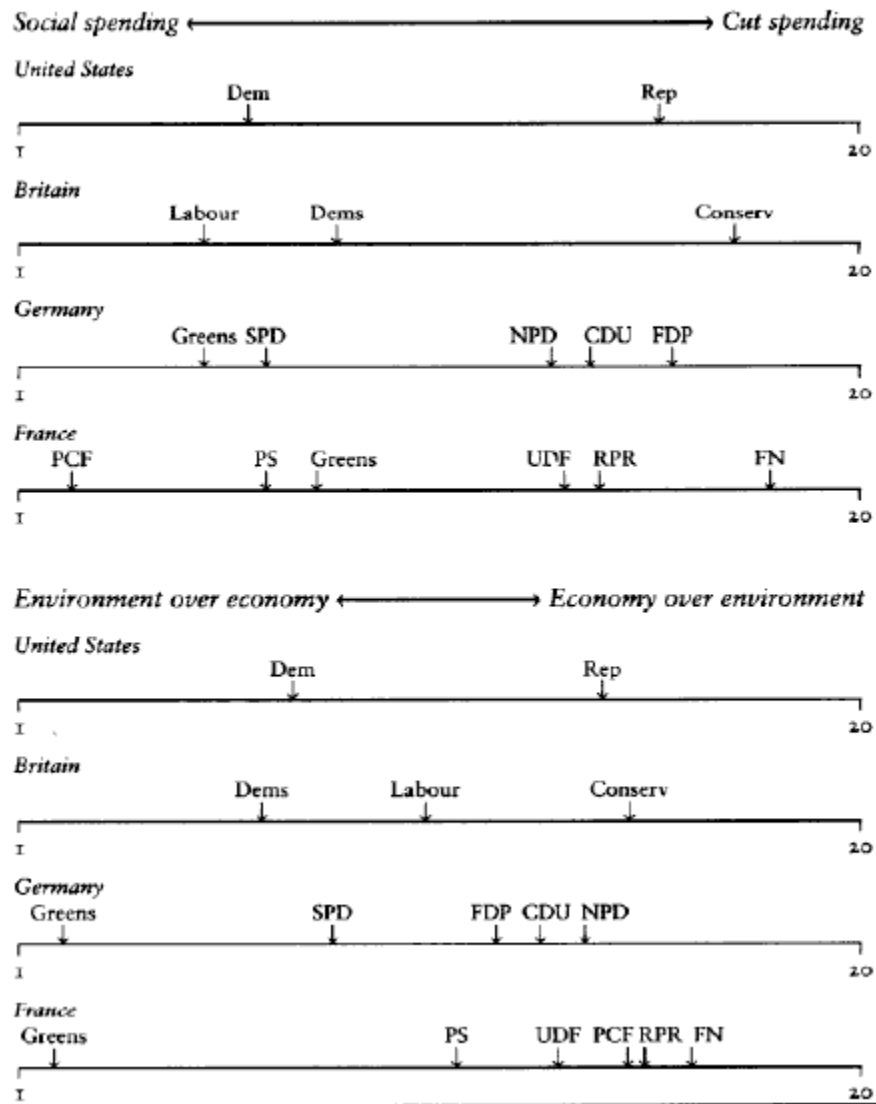 Social spending ←→ Cut spending
United States
Dem Rep
1 20
Britain
Labour Dems Conserv
1 20
Germany
Greens SPD NPD CDU FDP
1 20
France
PCF PS Greens UDF RPR FN
1 20
Environment over economy ←→ Economy over environment
United States
Dem Rep
1 20
Britain
Dems Labour Conserv
1 20
Germany
Greens SPD FDP CDU NPD
1 20
France
Greens PS UDF PCF RPR FN
1 20